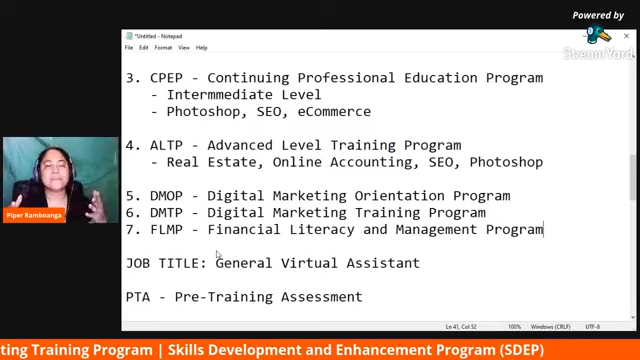 Powered by
StreamYard
*Untitled - Notepad
File Edit Format View Help
3. CPEP - Continuing Professional Education Program
- Intermmediate Level
- Photoshop, SEO, eCommerce
4. ALTP - Advanced Level Training Program
- Real Estate, Online Accounting, SEO, Photoshop
5. DMOP - Digital Marketing Orientation Program
6. DMTP - Digital Marketing Training Program
7. FLMP - Financial Literacy and Management Program
JOB TITLE: General Virtual Assistant
PTA - Pre-Training Assessment
Piper Ramboanga
Ln 41, Col 52 100% Windows (CRLF) UTF-8
ting Training Program | Skills Development and Enhancement Program (SDEP)